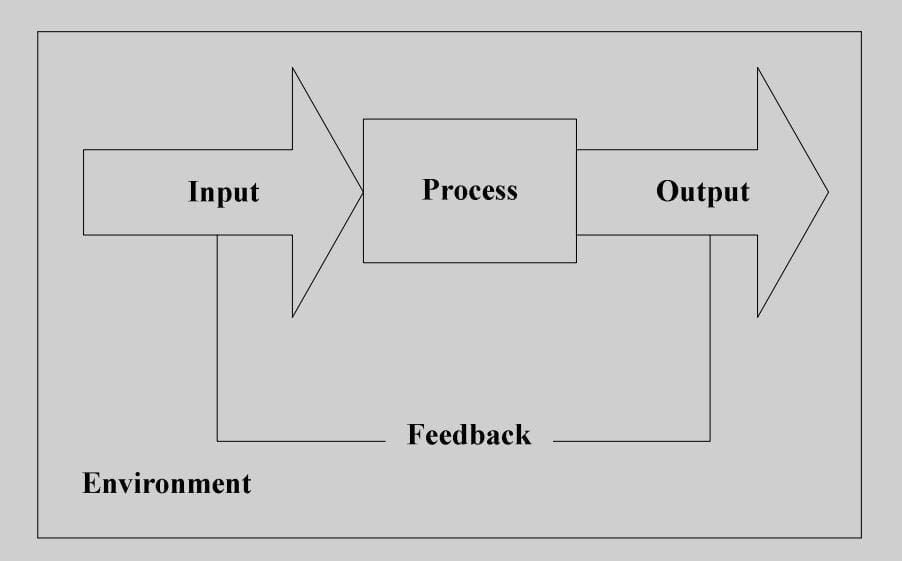 Input
Process
Output
Feedback
Environment